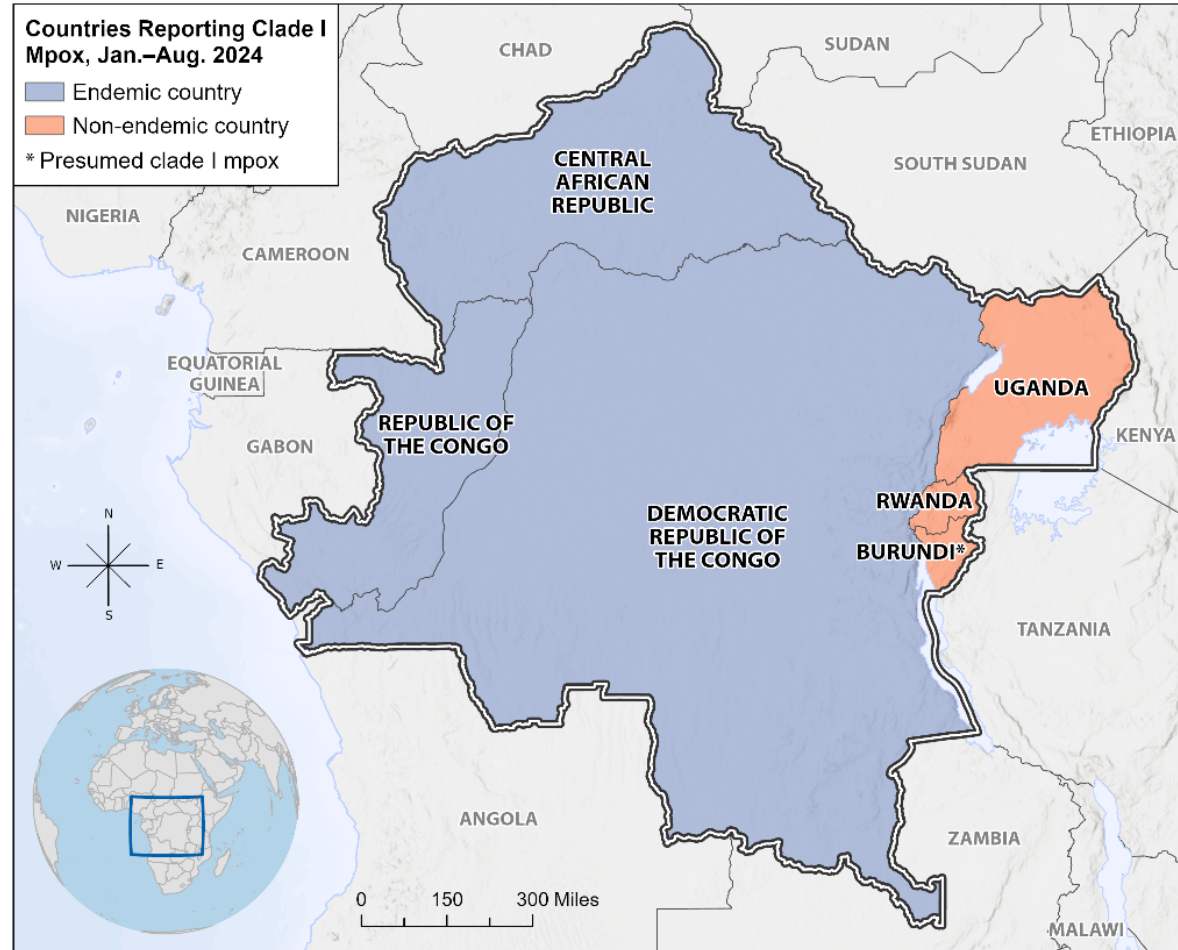 Countries Reporting Clade I
Mpox, Jan.–Aug. 2024
Endemic country
Non-endemic country
* Presumed clade I mpox
CHAD
SUDAN
ETHIOPIA
CENTRAL
AFRICAN
REPUBLIC
SOUTH SUDAN
NIGERIA
CAMEROON
EQUATORIAL
GUINEA
UGANDA
REPUBLIC OF
THE CONGO
GABON
KENYA
RWANDA
DEMOCRATIC
REPUBLIC OF
THE CONGO
BURUNDI*
N
W
E
S
TANZANIA
ANGOLA
ZAMBIA
0 150 300 Miles
MALAWI